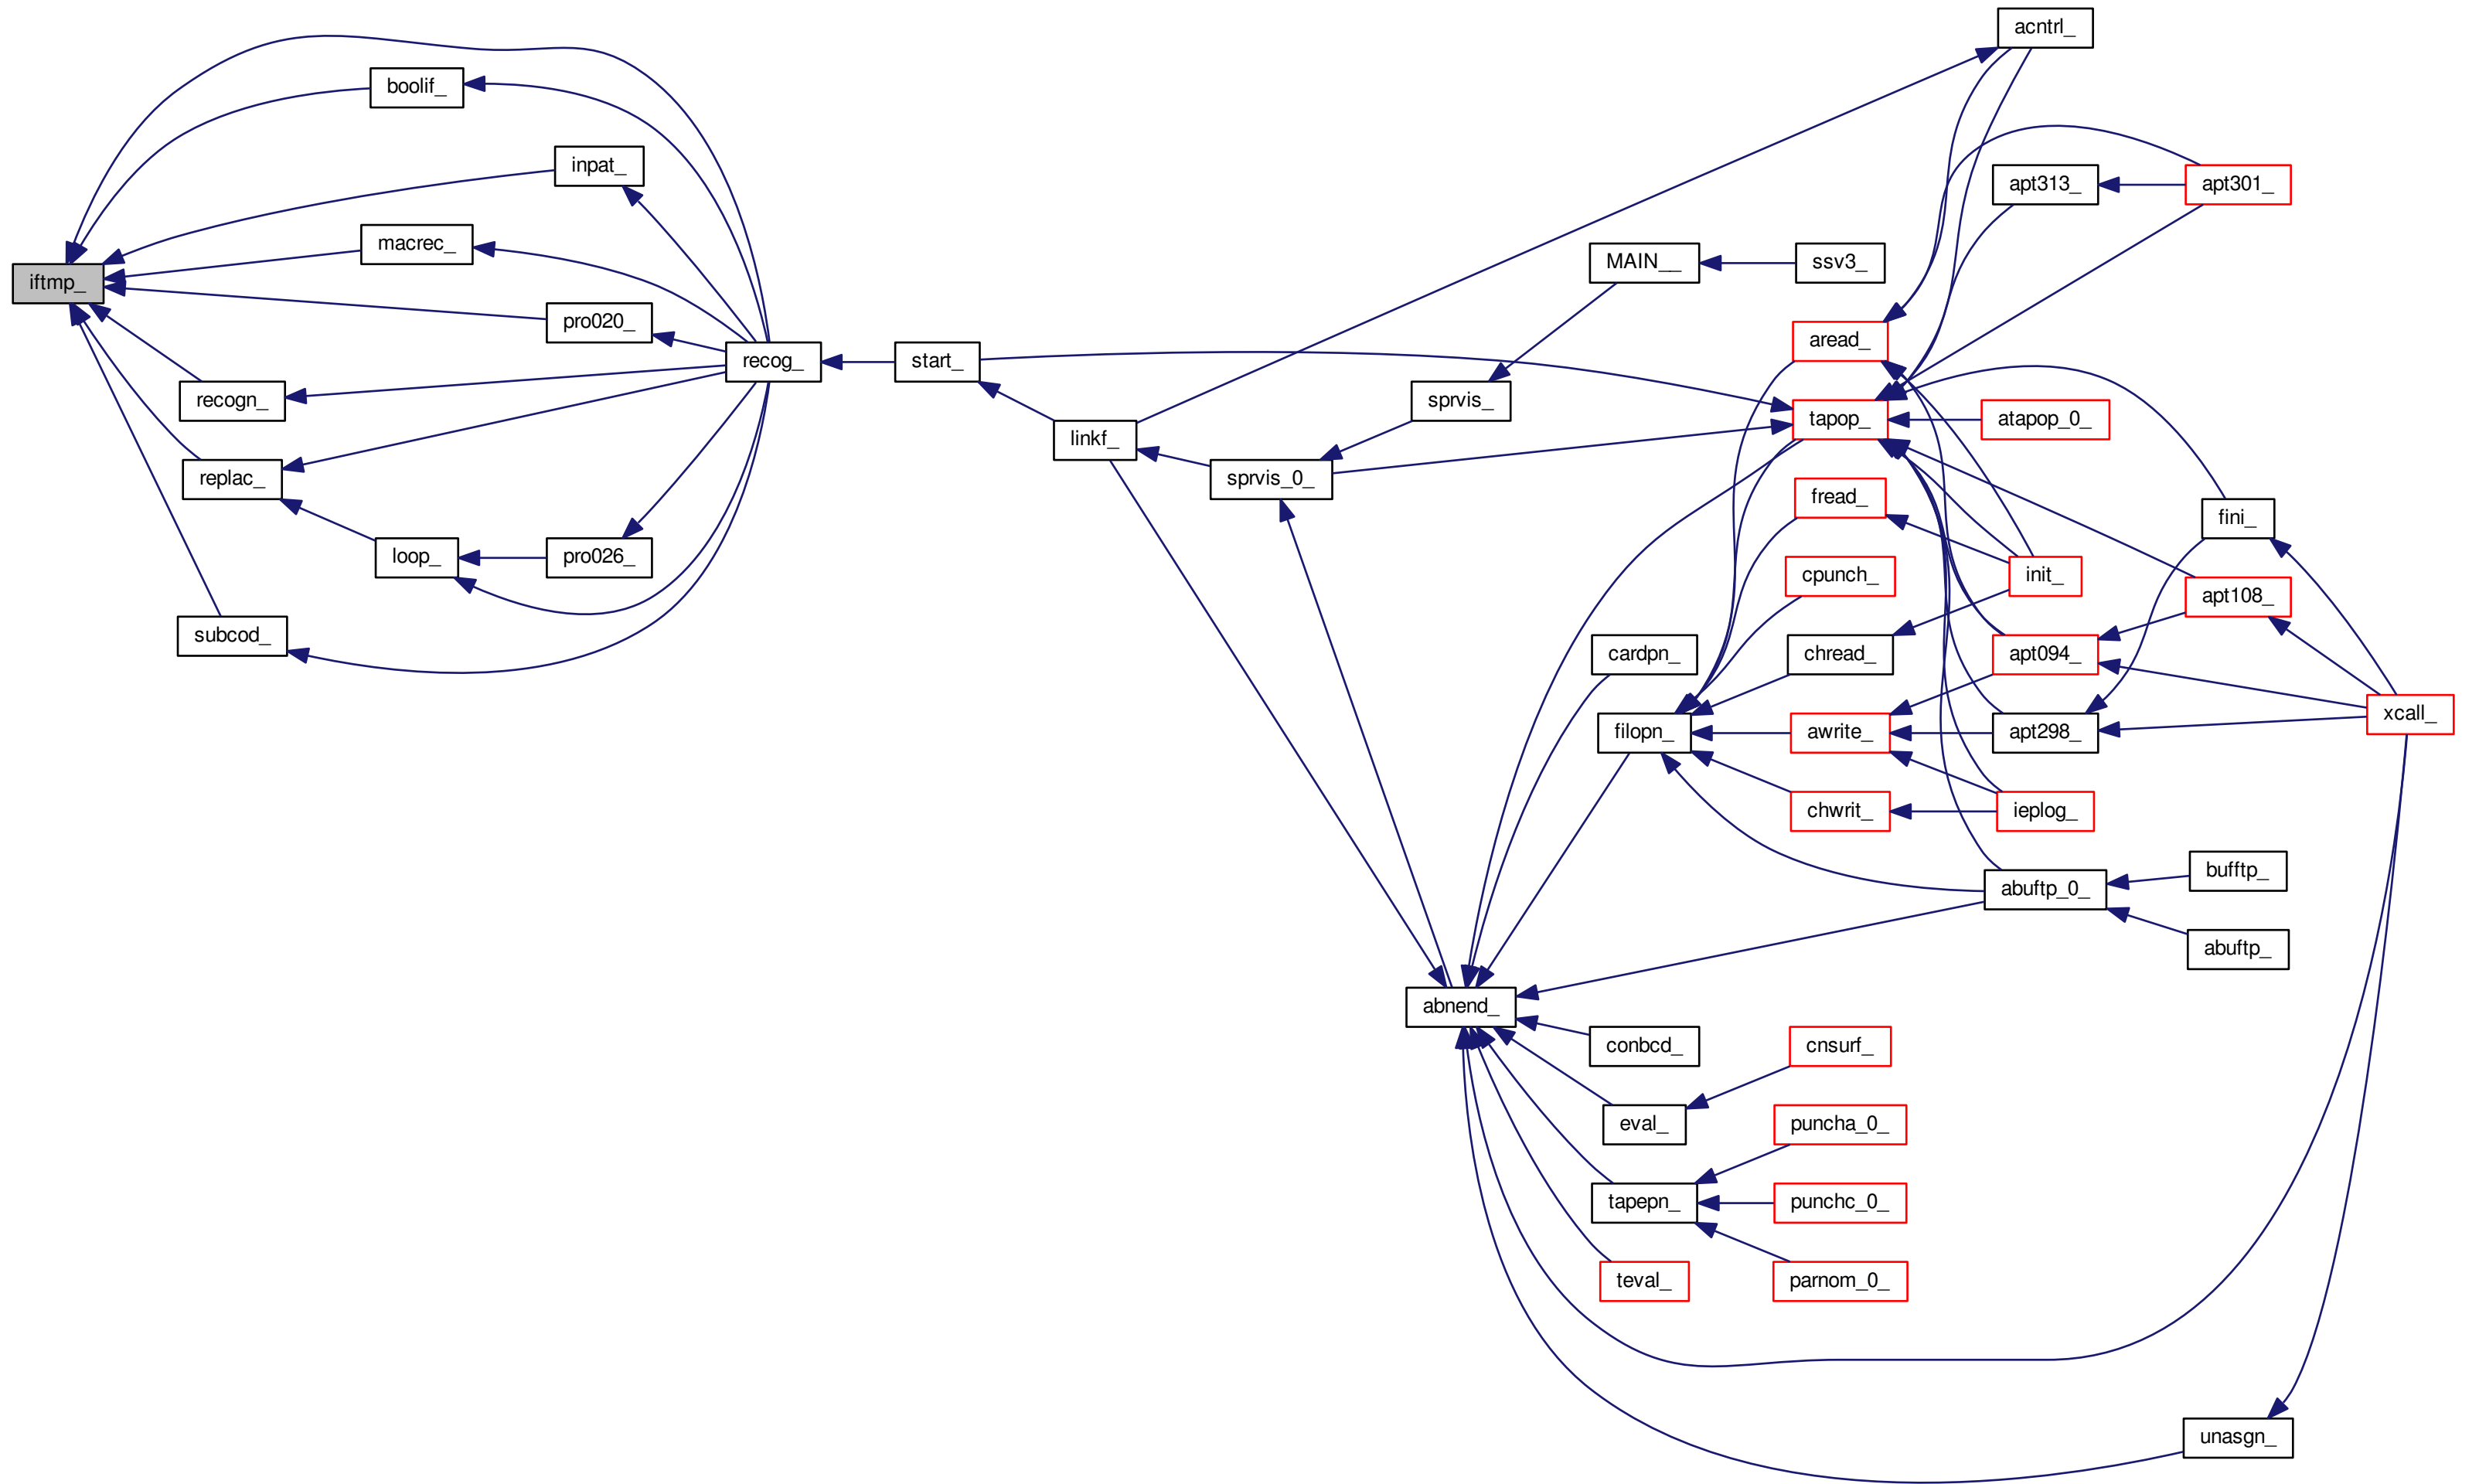 acntrl_
boolif_
inpat_
apt313_
apt301_
macrec_
MAIN__
ssv3_
iftmp_
pro020_
aread_
recog_
start_
recogn_
sprvis_
tapop_
atapop_0_
linkf_
replac_
sprvis_0_
fread_
fini_
loop_
pro026_
cpunch_
init_
apt108_
subcod_
cardpn_
chread_
apt094_
xcall_
filopn_
awrite_
apt298_
chwrit_
ieplog_
bufftp_
abuftp_0_
abuftp_
abnend_
conbcd_
cnsurf_
eval_
puncha_0_
tapepn_
punchc_0_
teval_
parnom_0_
unasgn_